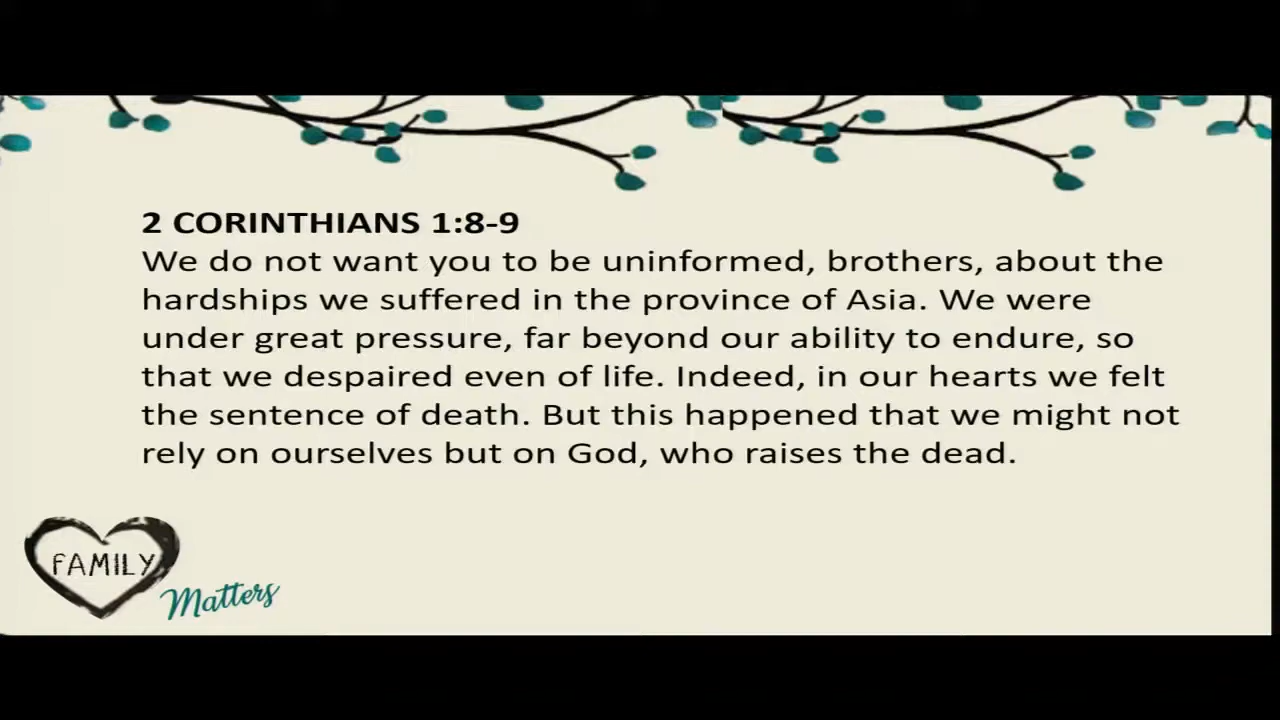 2 CORINTHIANS 1:8-9
We do not want you to be uninformed, brothers, about the
hardships we suffered in the province of Asia. We were
under great pressure, far beyond our ability to endure, so
that we despaired even of life. Indeed, in our hearts we felt
the sentence of death. But this happened that we might not
rely on ourselves but on God, who raises the dead.
FAMILY
Matters